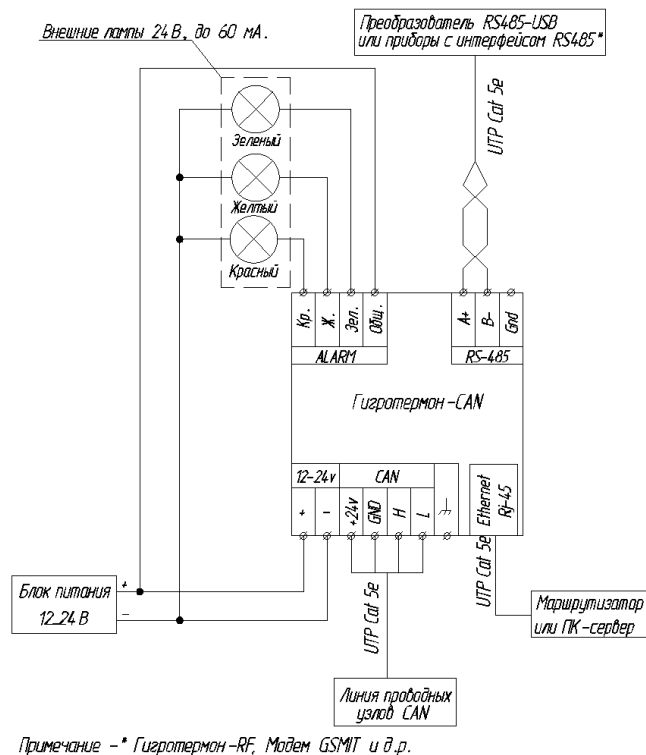 Внешние лампы 24 В, до 60 мА.
Преобразователь RS485-USB
или приборы с интерфейсом RS485*
UTP Cat 5e
Зеленый
Желтый
Красный
Кр.
Ж.
Зел.
Общ.
A+
B-
Gnd
ALARM
RS-485
Гигротермон-CAN
12-24v
CAN
+
-
+24v
GND
H
L
Ethernet
Rj-45
Блок питания
12...24 В
+
-
UTP Cat 5e
UTP Cat 5e
Маршрутизатор
или ПК-сервер
Линия проводных
узлов CAN
Примечание -* Гигротермон-RF, Модем GSMIT и д.р.